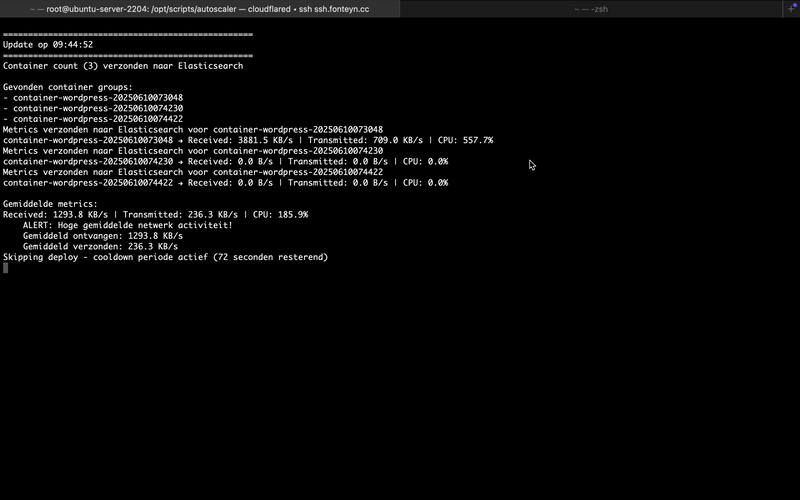 ~ — root@ubuntu-server-2204: /opt/scripts/autoscaler — cloudflared ◂ ssh ssh.fonteyn.cc
~ — -zsh
==================================================
Update op 09:44:52
==================================================
Container count (3) verzonden naar Elasticsearch
Gevonden container groups:
- container-wordpress-20250610073048
- container-wordpress-20250610074230
- container-wordpress-20250610074422
Metrics verzonden naar Elasticsearch voor container-wordpress-20250610073048
container-wordpress-20250610073048 → Received: 3881.5 KB/s | Transmitted: 709.0 KB/s | CPU: 557.7%
Metrics verzonden naar Elasticsearch voor container-wordpress-20250610074230
container-wordpress-20250610074230 → Received: 0.0 B/s | Transmitted: 0.0 B/s | CPU: 0.0%
Metrics verzonden naar Elasticsearch voor container-wordpress-20250610074422
container-wordpress-20250610074422 → Received: 0.0 B/s | Transmitted: 0.0 B/s | CPU: 0.0%
Gemiddelde metrics:
Received: 1293.8 KB/s | Transmitted: 236.3 KB/s | CPU: 185.9%
ALERT: Hoge gemiddelde netwerk activiteit!
Gemiddeld ontvangen: 1293.8 KB/s
Gemiddeld verzonden: 236.3 KB/s
Skipping deploy - cooldown periode actief (72 seconden resterend)